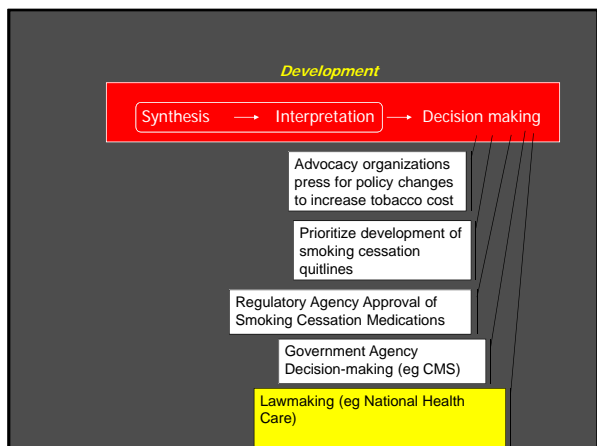 Development
Synthesis → Interpretation → Decision making
Advocacy organizations
press for policy changes
to increase tobacco cost
Prioritize development of
smoking cessation
quitlines
Regulatory Agency Approval of
Smoking Cessation Medications
Government Agency
Decision-making (eg CMS)
Lawmaking (eg National Health
Care)